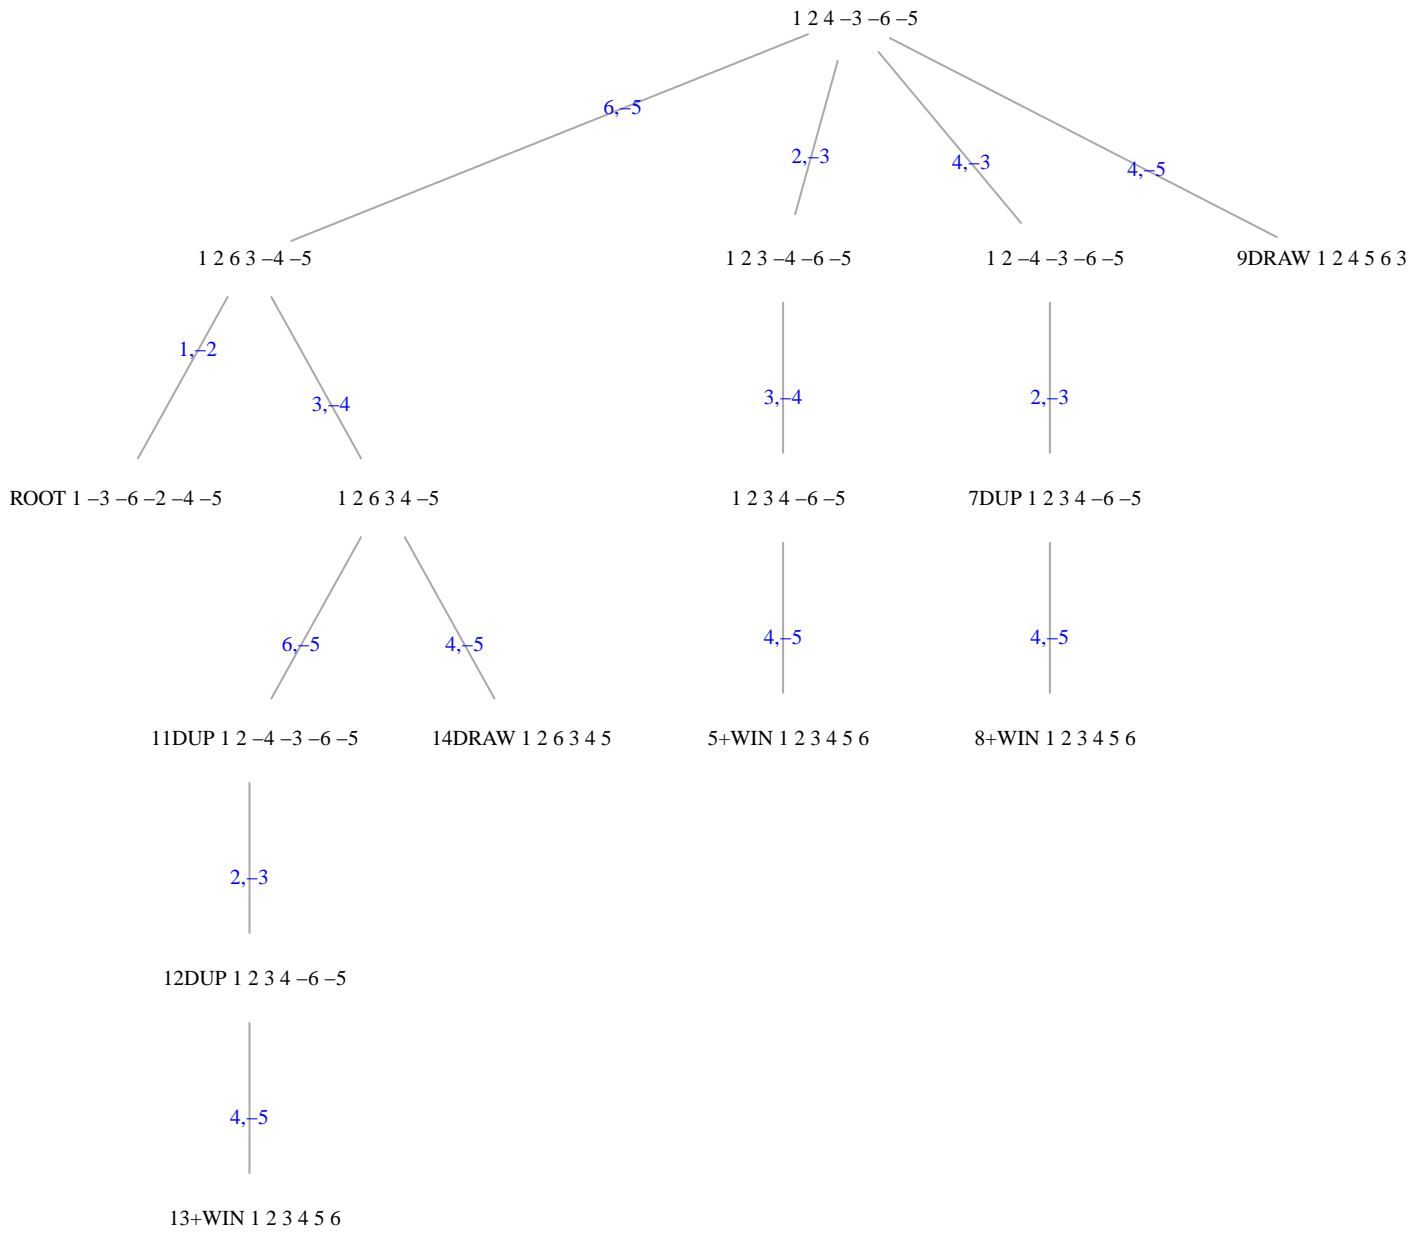 1 2 4 –3 –6 –5
6,–5
2,–3
4,–3
4,–5
1 2 6 3 –4 –5
1 2 3 –4 –6 –5
1 2 –4 –3 –6 –5
9DRAW 1 2 4 5 6 3
1,–2
3,–4
3,–4
2,–3
ROOT 1 –3 –6 –2 –4 –5
1 2 6 3 4 –5
1 2 3 4 –6 –5
7DUP 1 2 3 4 –6 –5
6,–5
4,–5
4,–5
4,–5
11DUP 1 2 –4 –3 –6 –5
14DRAW 1 2 6 3 4 5
5+WIN 1 2 3 4 5 6
8+WIN 1 2 3 4 5 6
2,–3
12DUP 1 2 3 4 –6 –5
4,–5
13+WIN 1 2 3 4 5 6